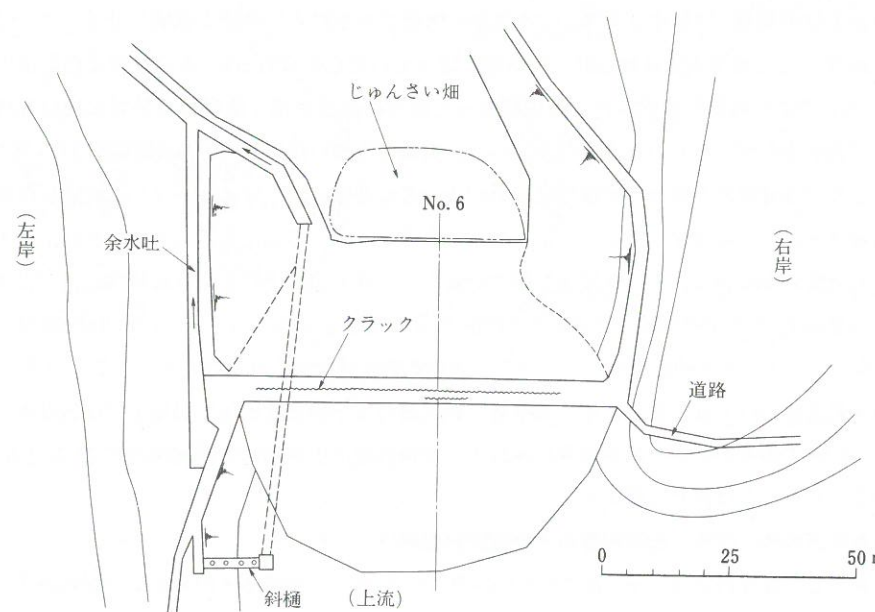 じゅんさい畑
No. 6
(左岸)
余水吐
(右岸)
クラック
道路
0 25 50 m
斜樋
(上流)